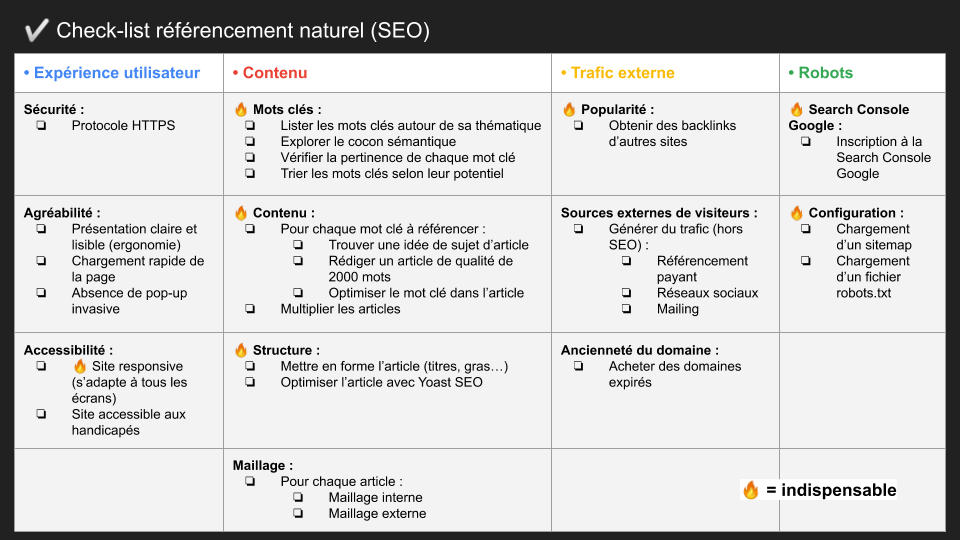 ✔️ Check-list référencement naturel (SEO)
• Expérience utilisateur
• Contenu
• Trafic externe
• Robots
Sécurité :
❏ Protocole HTTPS
🔥 Mots clés :
❏ Lister les mots clés autour de sa thématique
❏ Explorer le cocon sémantique
❏ Vérifier la pertinence de chaque mot clé
❏ Trier les mots clés selon leur potentiel
🔥 Popularité :
❏ Obtenir des backlinks
d’autres sites
🔥 Search Console
Google :
❏ Inscription à la
Search Console
Google
Agréabilité :
❏ Présentation claire et
lisible (ergonomie)
❏ Chargement rapide de
la page
❏ Absence de pop-up
invasive
🔥 Contenu :
❏ Pour chaque mot clé à référencer :
❏ Trouver une idée de sujet d’article
❏ Rédiger un article de qualité de
2000 mots
❏ Optimiser le mot clé dans l’article
❏ Multiplier les articles
Sources externes de visiteurs :
❏ Générer du trafic (hors
SEO) :
❏ Référencement
payant
❏ Réseaux sociaux
❏ Mailing
🔥 Configuration :
❏ Chargement
d’un sitemap
❏ Chargement
d’un fichier
robots.txt
Accessibilité :
❏ 🔥 Site responsive
(s’adapte à tous les
écrans)
❏ Site accessible aux
handicapés
🔥 Structure :
❏ Mettre en forme l’article (titres, gras…)
❏ Optimiser l’article avec Yoast SEO
Ancienneté du domaine :
❏ Acheter des domaines
expirés
Maillage :
❏ Pour chaque article :
❏ Maillage interne
❏ Maillage externe
🔥 = indispensable